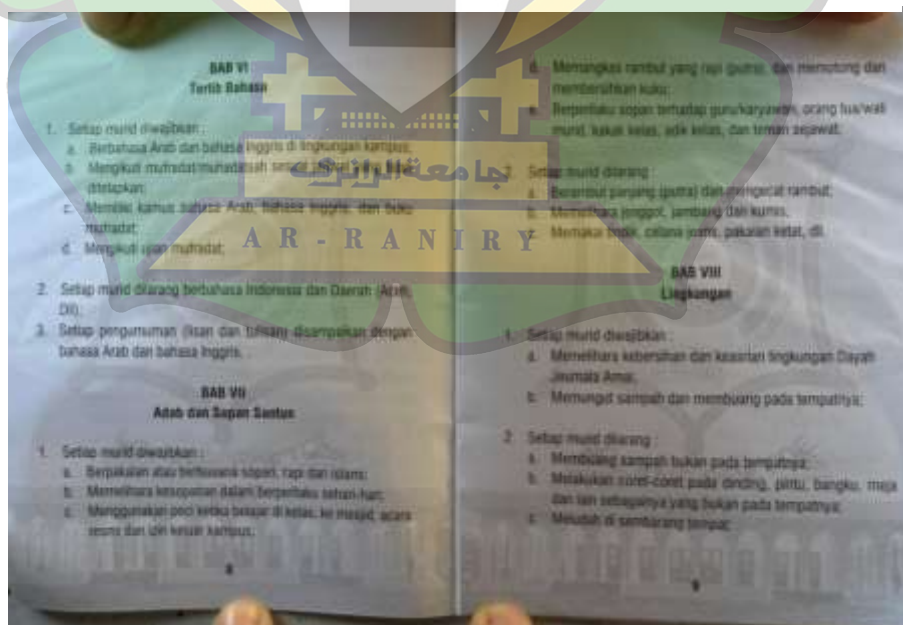 BAB VI
Tertib Bahasa
1. Setiap murid diwajibkan :
a. Berbahasa Arab dan bahasa Inggris di lingkungan kampus;
b. Mengikuti mufradat/muhadatsah sesuai
ditetapkan;
c. Memiliki kamus bahasa Arab, bahasa Inggris, dan buku
mufradat;
d. Mengikuti ujian mufradat;
2. Setiap murid dilarang berbahasa Indonesia dan Daerah (Aceh,
Dll).
3. Setiap pengumuman (lisan dan tulisan) disampaikan dengan
bahasa Arab dan bahasa Inggris.
BAB VII
Adab dan Sopan Santun
1. Setiap murid diwajibkan :
a. Berpakaian atau berbusana sopan, rapi dan islami;
b. Memelihara kesopanan dalam berperilaku sehari-hari;
c. Menggunakan peci ketika belajar di kelas, ke masjid, acara
resmi dan izin keluar kampus;
8
d. Memangkas rambut yang rapi (putra), dan memotong dan
membersihkan kuku;
e. Berperilaku sopan terhadap guru/karyawan, orang tua/wali
murid, kakak kelas, adik kelas, dan teman sejawat;
2. Setiap murid dilarang :
a. Berambut panjang (putra) dan mengecat rambut;
b. Memelihara jenggot, jambang dan kumis;
c. Memakai celana jeans, pakaian ketat, dll
BAB VIII
Lingkungan
1. Setiap murid diwajibkan :
a. Memelihara kebersihan dan keasrian lingkungan Dayah
Jeumala Amal;
b. Memungut sampah dan membuang pada tempatnya;
2. Setiap murid dilarang :
a. Membuang sampah bukan pada tempatnya;
b. Melakukan coret-coret pada dinding, pintu, bangku, meja
dan lain sebagainya yang bukan pada tempatnya;
c. Meludah di sembarang tempat;
9
جامعة الرانري
AR-RANIRY